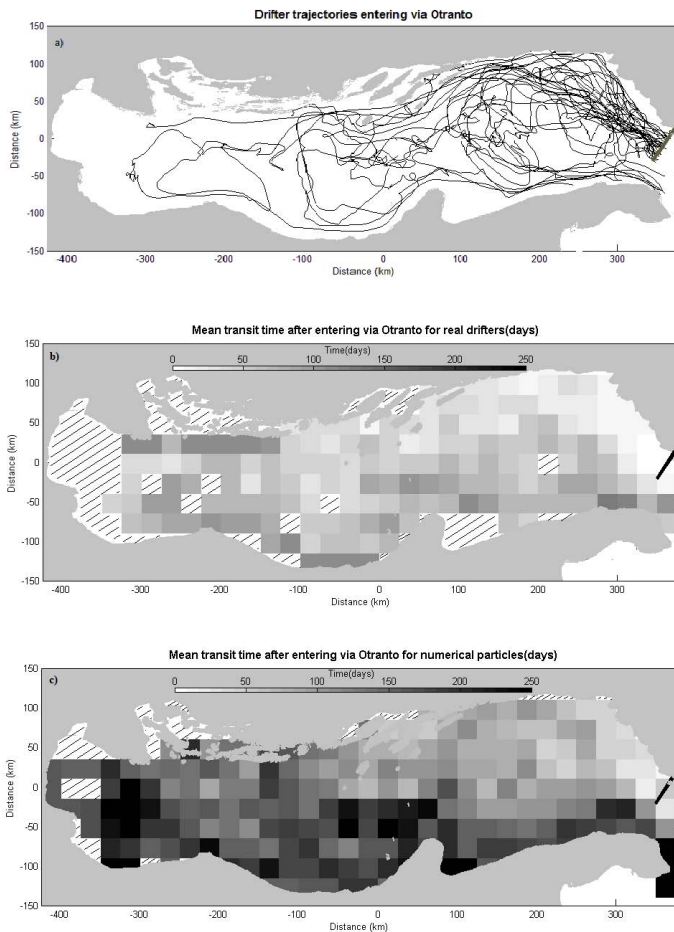 Drifter trajectories entering via Otranto
a)
150
100
50
0
-50
-100
-150
Distance (km)
-400 -300 -200 -100 0 100 200 300
Distance (km)
Mean transit time after entering via Otranto for real drifters(days)
b)
Time(days)
0 50 100 150 200 250
150
100
50
0
-50
-100
-150
Distance (km)
-400 -300 -200 -100 0 100 200 300
Distance (km)
Mean transit time after entering via Otranto for numerical particles(days)
c)
Time(days)
0 50 100 150 200 250
150
100
50
0
-50
-100
-150
Distance (km)
-400 -300 -200 -100 0 100 200 300
Distance (km)